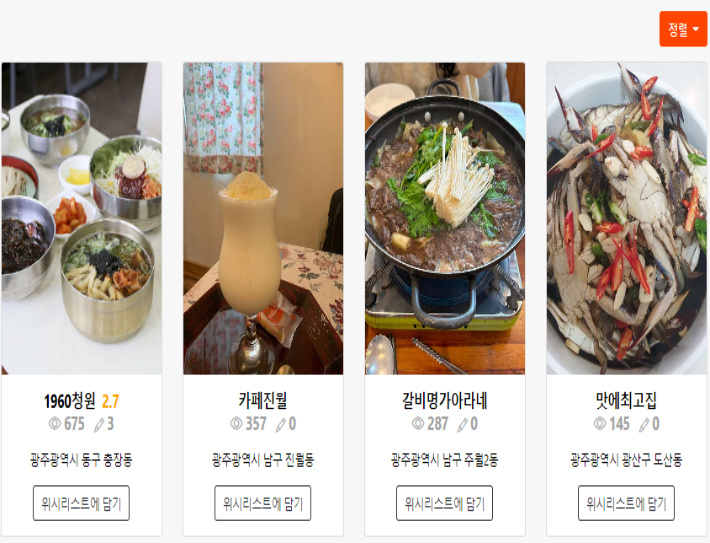 정렬
1960청원 2.7
675 3
광주광역시 동구 충장동
위시리스트에 담기
카페진월
357 0
광주광역시 남구 진월동
위시리스트에 담기
갈비명가아라네
287 0
광주광역시 남구 주월2동
위시리스트에 담기
맛에최고집
145 0
광주광역시 광산구 도산동
위시리스트에 담기